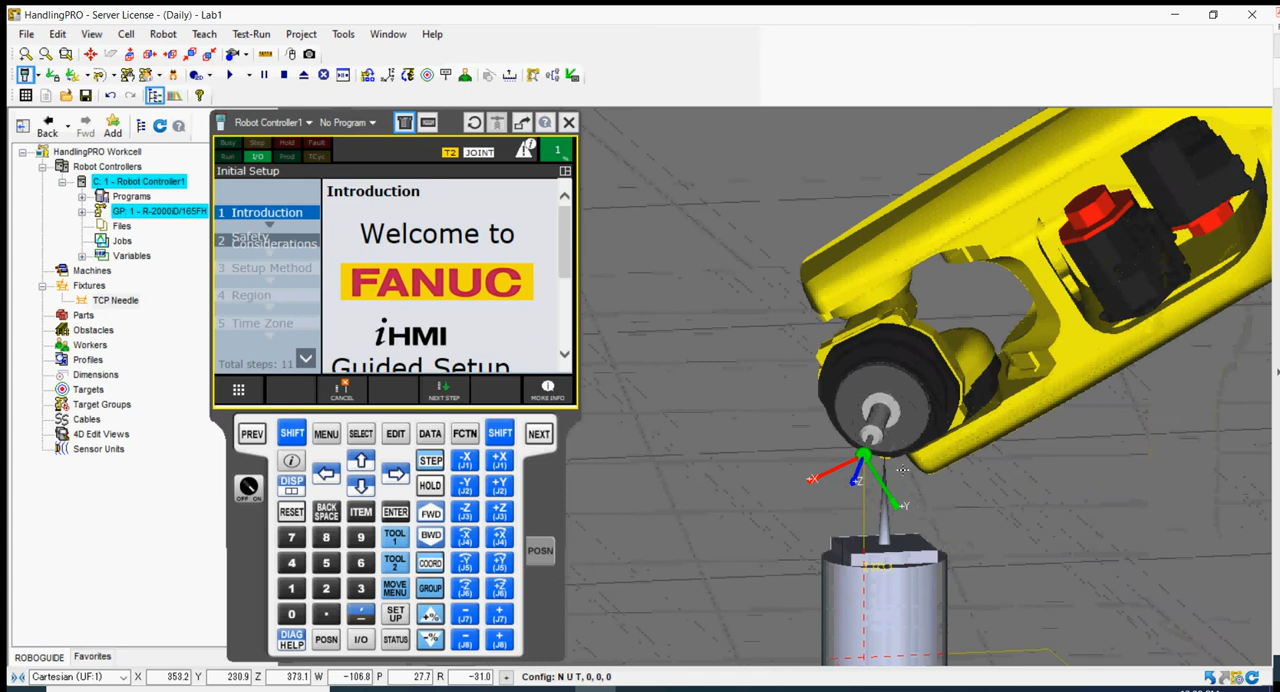 HandlingPRO - Server License - (Daily) - Lab1
File Edit View Cell Robot Teach Test-Run Project Tools Window Help
Back Fwd Add
HandlingPRO Workcell
Robot Controllers
C: 1 - Robot Controller1
Programs
GP: 1 - R-2000iD/165FH
Files
Jobs
Variables
Machines
Fixtures
TCP Needle
Parts
Obstacles
Workers
Profiles
Dimensions
Targets
Target Groups
Cables
4D Edit Views
Sensor Units
ROBOGUIDE Favorites
Robot Controller1 No Program
Busy Step Hold Fault
Run I/O Prod TCyc
T2 JOINT 1 %
Initial Setup
1 Introduction
2 Safety Considerations
3 Setup Method
4 Region
5 Time Zone
Total steps: 11
Introduction
Welcome to
FANUC
iHMI
Guided Setup
CANCEL NEXT STEP MORE INFO
PREV SHIFT MENU SELECT EDIT DATA FCTN SHIFT NEXT
i STEP -X (J1) +X (J1)
DISP HOLD -Y (J2) +Y (J2)
OFF ON
RESET BACK SPACE ITEM ENTER FWD -Z (J3) +Z (J3)
7 8 9 TOOL 1 BWD -X (J4) +X (J4)
4 5 6 TOOL 2 COORD -Y (J5) +Y (J5)
1 2 3 MOVE MENU GROUP -Z (J6) +Z (J6)
0 . SET UP +% - (J7) + (J7)
DIAG HELP POSN I/O STATUS -% - (J8) + (J8)
POSN
+X
+Z
+Y
Cartesian (UF:1) X 353.2 Y 230.9 Z 373.1 W -106.8 P 27.7 R -31.0 Config: N U T, 0, 0, 0